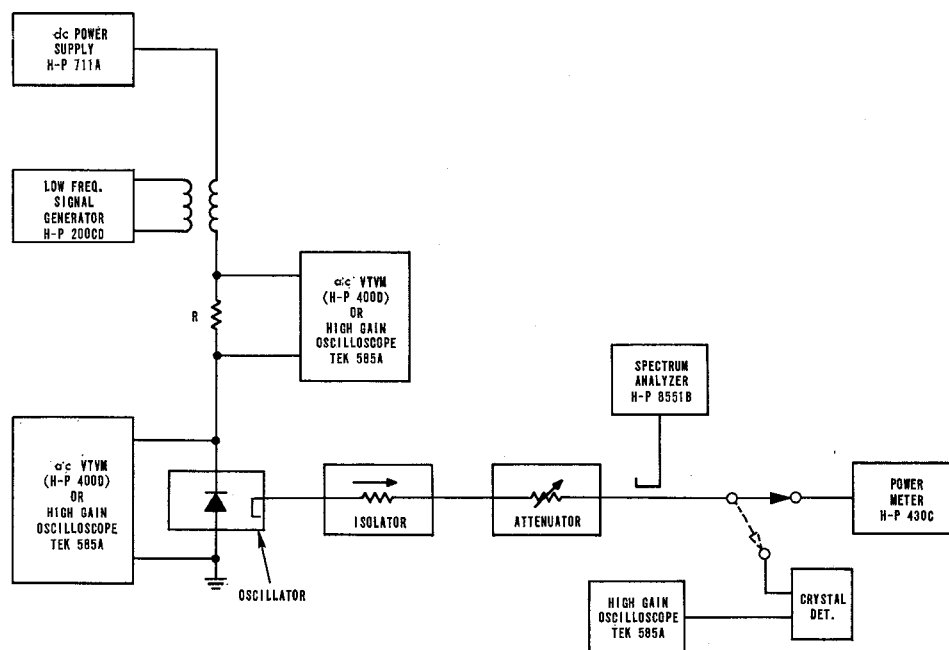 dc POWER
SUPPLY
H-P 711A
LOW FREQ.
SIGNAL
GENERATOR
H-P 200CD
R
a'c' VTVM
(H-P 400D)
OR
HIGH GAIN
OSCILLOSCOPE
TEK 585A
SPECTRUM
ANALYZER
H-P 8551B
a'c VTVM
(H-P 400D)
OR
HIGH GAIN
OSCILLOSCOPE
TEK 585A
ISOLATOR
ATTENUATOR
POWER
METER
H-P 430C
OSCILLATOR
HIGH GAIN
OSCILLOSCOPE
TEK 585A
CRYSTAL
DET.